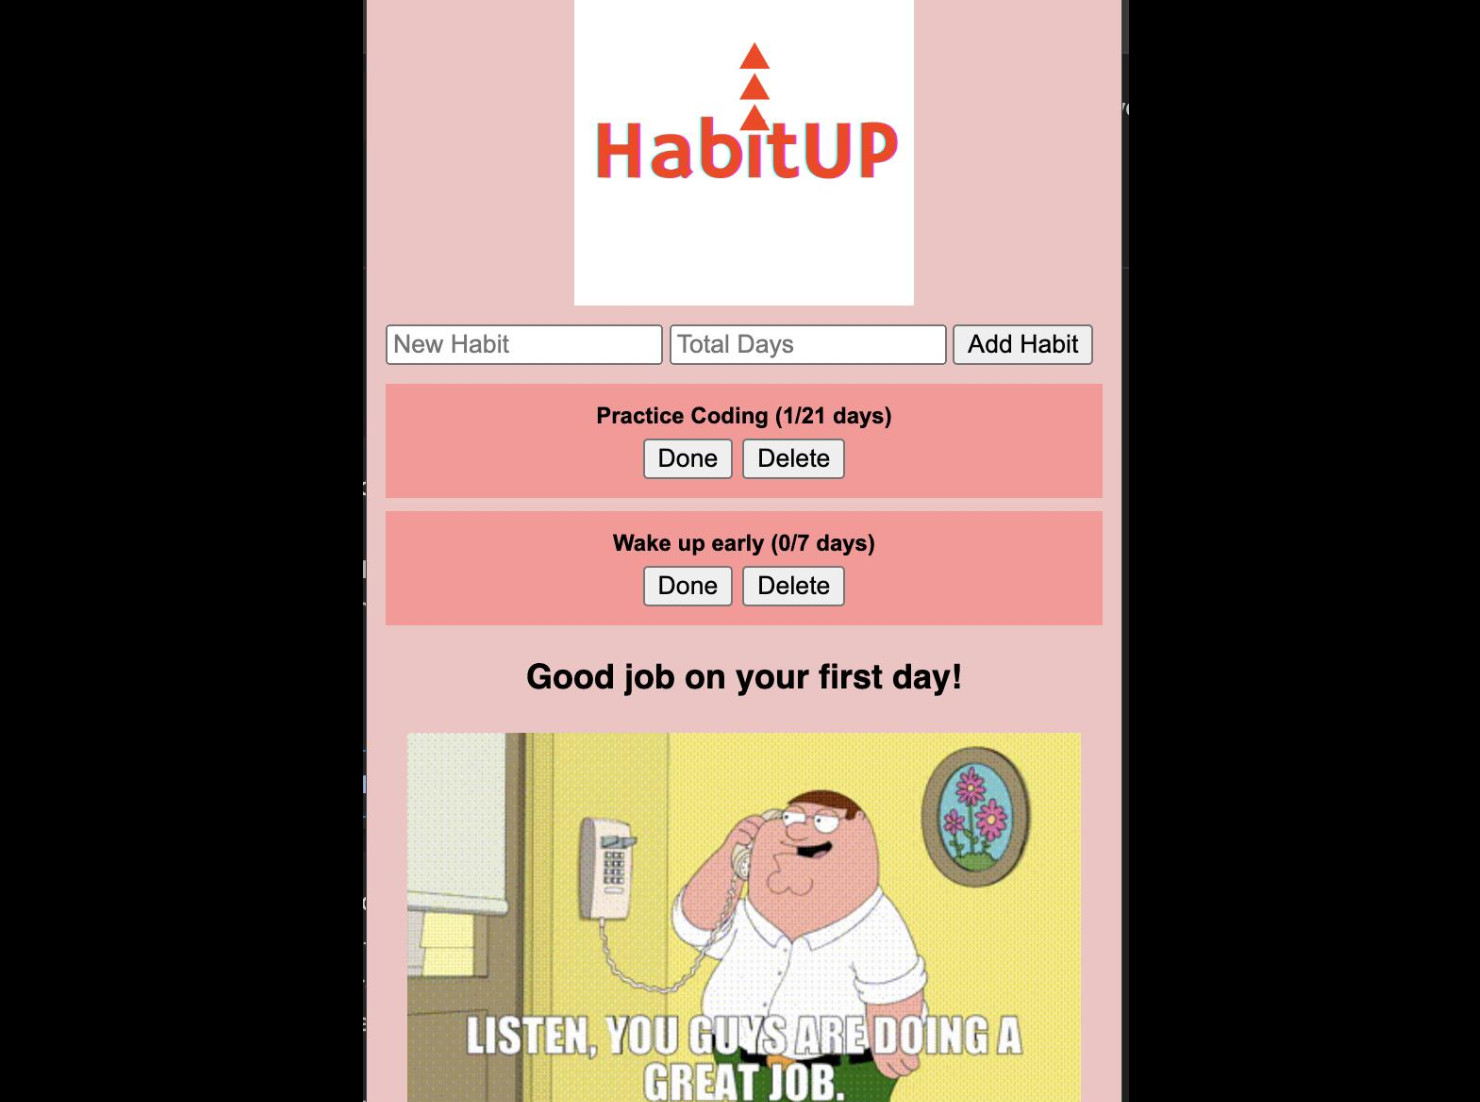 HabitUP
New Habit Total Days Add Habit
Practice Coding (1/21 days)
Done Delete
Wake up early (0/7 days)
Done Delete
Good job on your first day!
LISTEN, YOU GUYS ARE DOING A
GREAT JOB.